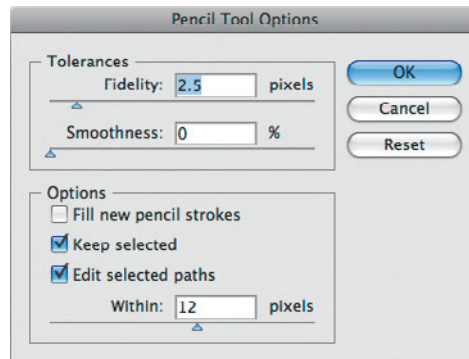 Pencil Tool Options
Tolerances
Fidelity: 2.5 pixels
Smoothness: 0 %
OK
Cancel
Reset
Options
Fill new pencil strokes
Keep selected
Edit selected paths
Within: 12 pixels